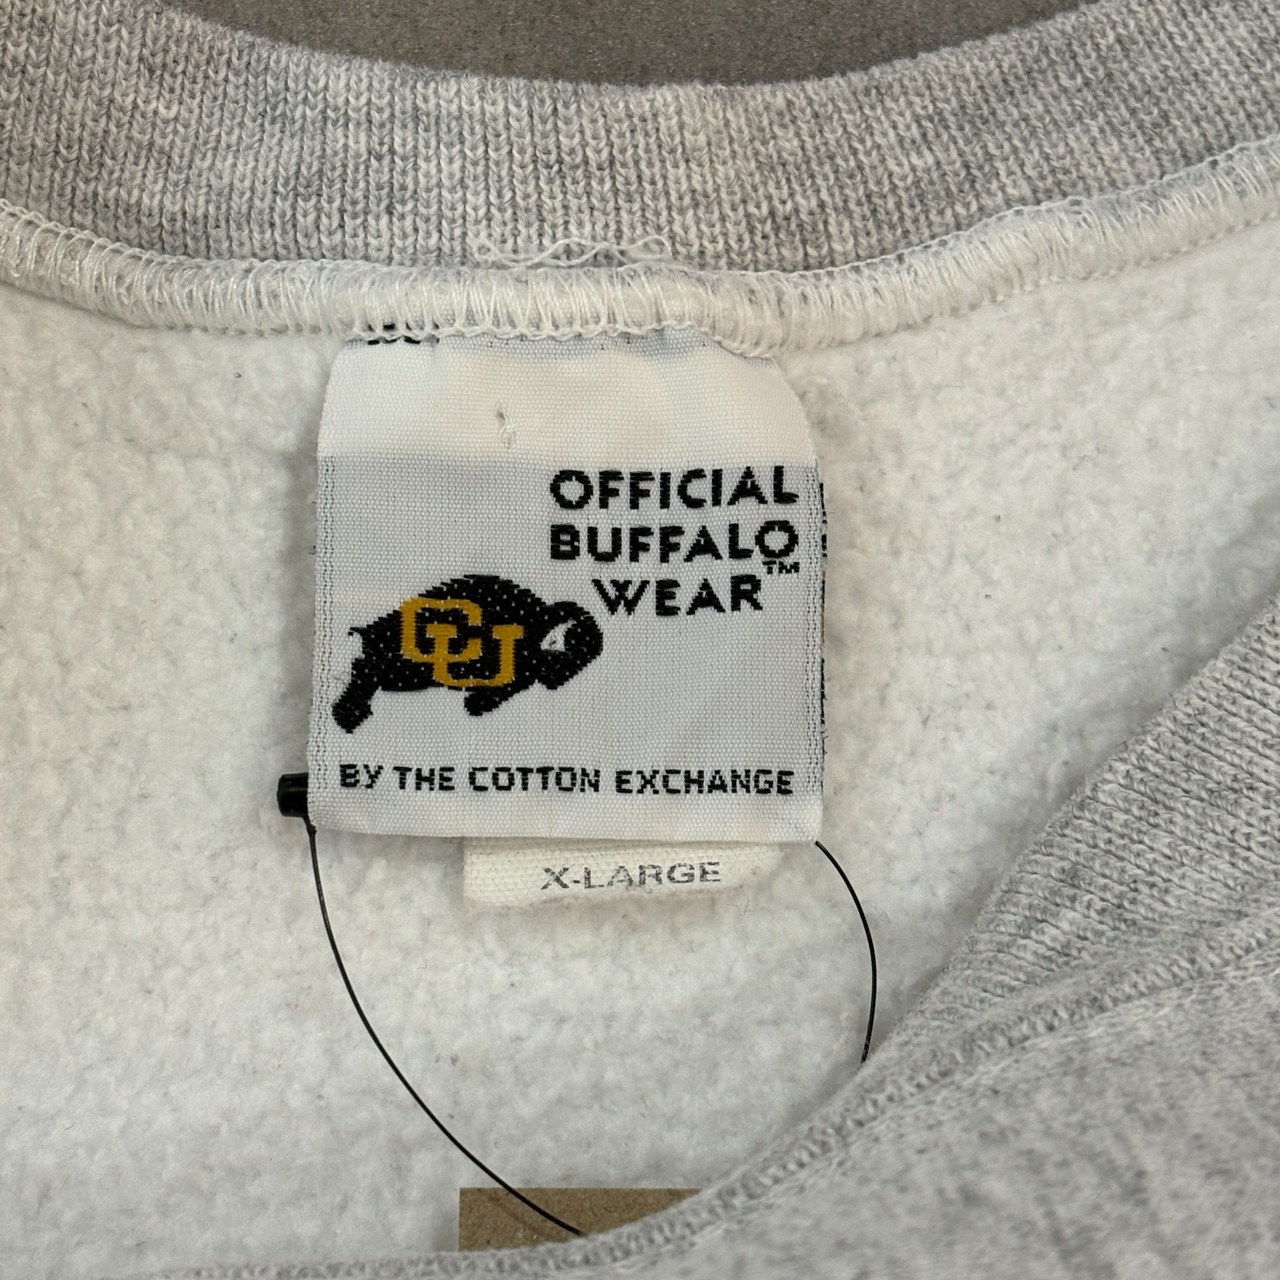 OFFICIAL
BUFFALO
WEAR™
CU
BY THE COTTON EXCHANGE
X-LARGE